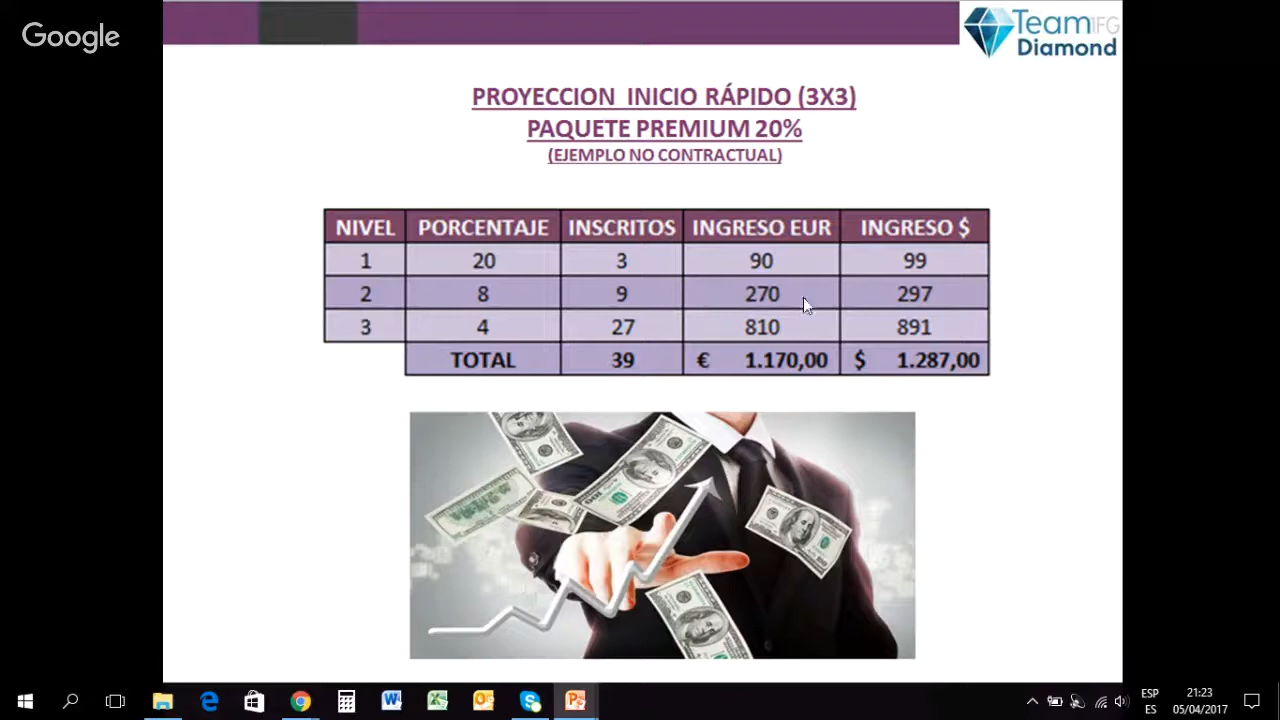 Google
Team IFG
Diamond
PROYECCION INICIO RÁPIDO (3X3)
PAQUETE PREMIUM 20%
(EJEMPLO NO CONTRACTUAL)
NIVEL PORCENTAJE INSCRITOS INGRESO EUR INGRESO $
1 20 3 90 99
2 8 9 270 297
3 4 27 810 891
TOTAL 39 € 1.170,00 $ 1.287,00
ESP 21:23
ES 05/04/2017